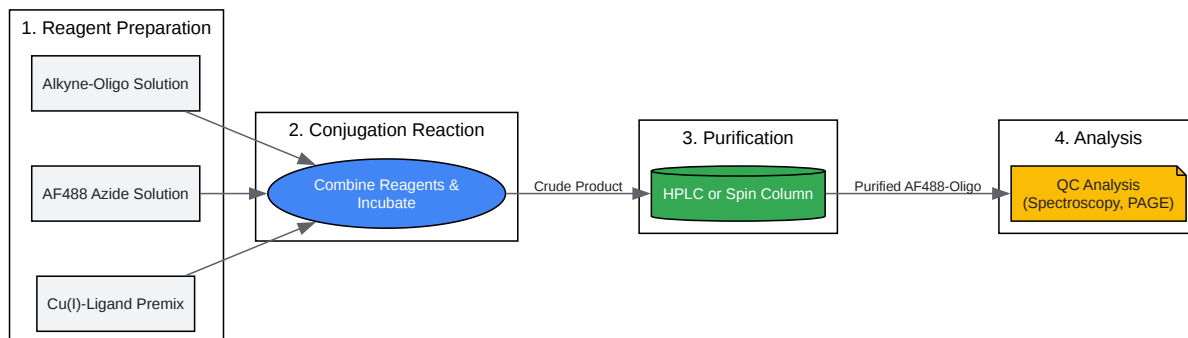 1. Reagent Preparation
Alkyne-Oligo Solution
AF488 Azide Solution
Cu(I)-Ligand Premix
2. Conjugation Reaction
Combine Reagents &
Incubate
Crude Product
3. Purification
HPLC or Spin Column
Purified AF488-Oligo
4. Analysis
QC Analysis
(Spectroscopy, PAGE)